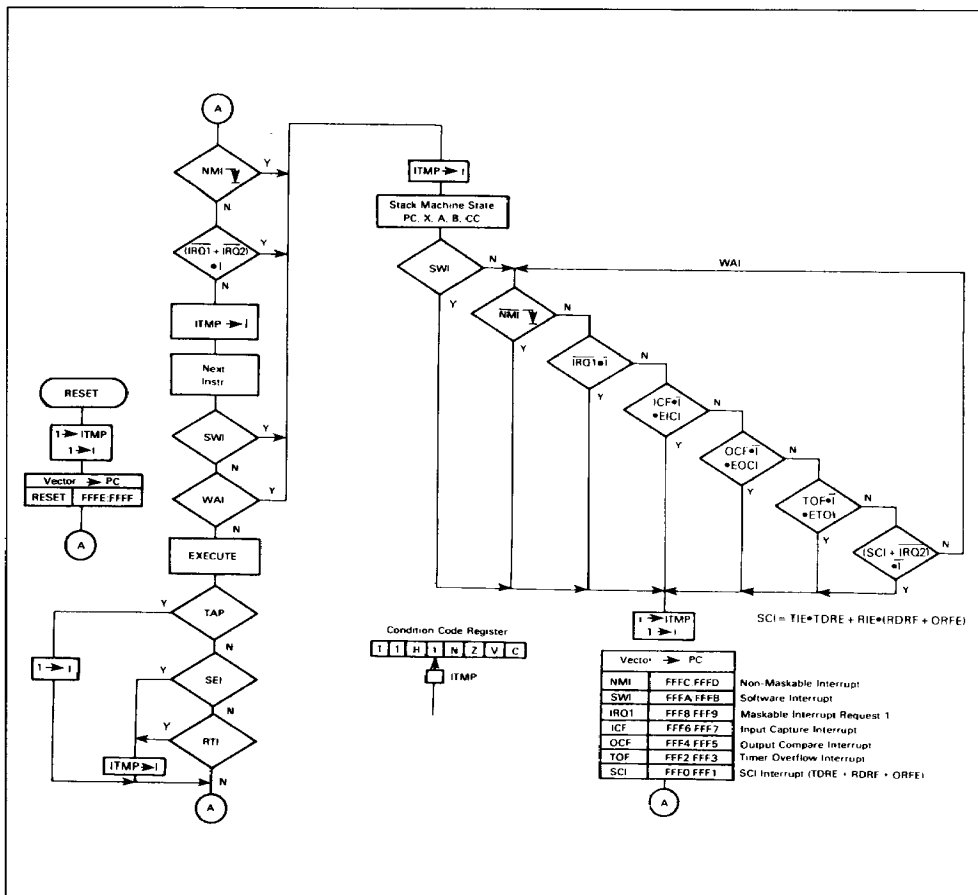 A
NMI
Y
N
(IRQ1 + IRQ2)
•I
Y
N
ITMP → I
Next
Instr
SWI
Y
N
WAI
Y
N
EXECUTE
TAP
Y
N
1 → I
SEI
Y
N
RTI
Y
N
ITMP → I
A
RESET
1 → ITMP
1 → I
Vector → PC
RESET FFFE:FFFF
A
ITMP → I
Stack Machine State
PC, X, A, B, CC
SWI
N
Y
WAI
NMI
N
Y
IRQ1•I
N
Y
ICF•I
•EICI
N
Y
OCF•I
•EOCI
N
Y
TOF•I
•ETOI
N
Y
(SCI + IRQ2)
•I
N
Y
1 → ITMP
1 → I
SCI = TIE•TDRE + RIE•(RDRF + ORFE)
Condition Code Register
1 1 H I N Z V C
ITMP
Vector → PC
NMI FFFC FFFD Non-Maskable Interrupt
SWI FFFA FFFB Software Interrupt
IRQ1 FFF8 FFF9 Maskable Interrupt Request 1
ICF FFF6 FFF7 Input Capture Interrupt
OCF FFF4 FFF5 Output Compare Interrupt
TOF FFF2 FFF3 Timer Overflow Interrupt
SCI FFF0 FFF1 SCI Interrupt (TDRE + RDRF + ORFE)
A